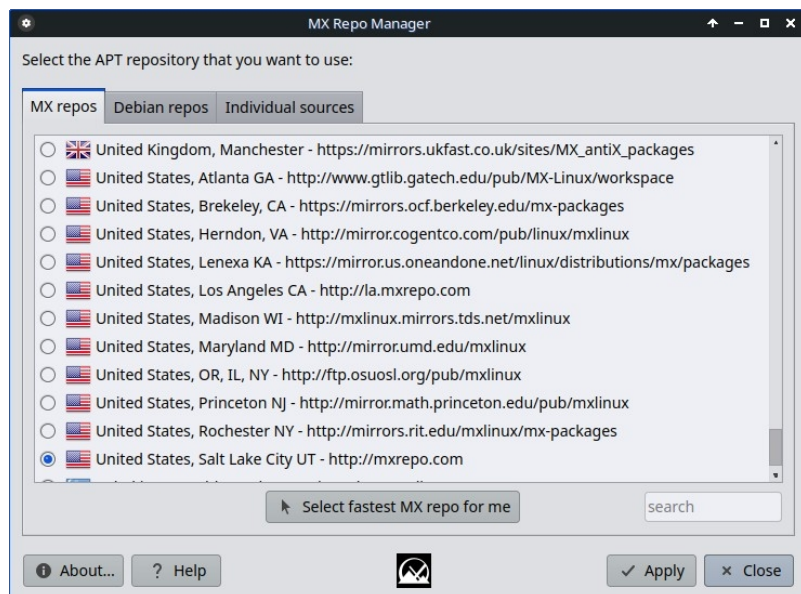 MX Repo Manager
Select the APT repository that you want to use:
MX repos Debian repos Individual sources
United Kingdom, Manchester - https://mirrors.ukfast.co.uk/sites/MX_antiX_packages
United States, Atlanta GA - http://www.gtlib.gatech.edu/pub/MX-Linux/workspace
United States, Brekeley, CA - https://mirrors.ocf.berkeley.edu/mx-packages
United States, Herndon, VA - http://mirror.cogentco.com/pub/linux/mxlinux
United States, Lenexa KA - https://mirror.us.oneandone.net/linux/distributions/mx/packages
United States, Los Angeles CA - http://la.mxrepo.com
United States, Madison WI - http://mxlinux.mirrors.tds.net/mxlinux
United States, Maryland MD - http://mirror.umd.edu/mxlinux
United States, OR, IL, NY - http://ftp.osuosl.org/pub/mxlinux
United States, Princeton NJ - http://mirror.math.princeton.edu/pub/mxlinux
United States, Rochester NY - http://mirrors.rit.edu/mxlinux/mx-packages
United States, Salt Lake City UT - http://mxrepo.com
Select fastest MX repo for me search
About... ? Help Apply Close